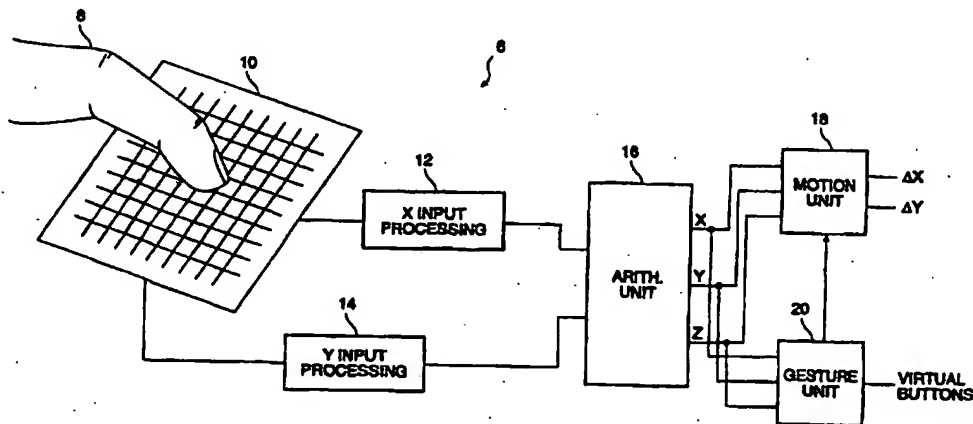 8
10
6
12
X INPUT
PROCESSING
14
Y INPUT
PROCESSING
16
ARITH.
UNIT
X
Y
Z
18
MOTION
UNIT
ΔX
ΔY
20
GESTURE
UNIT
VIRTUAL
BUTTONS